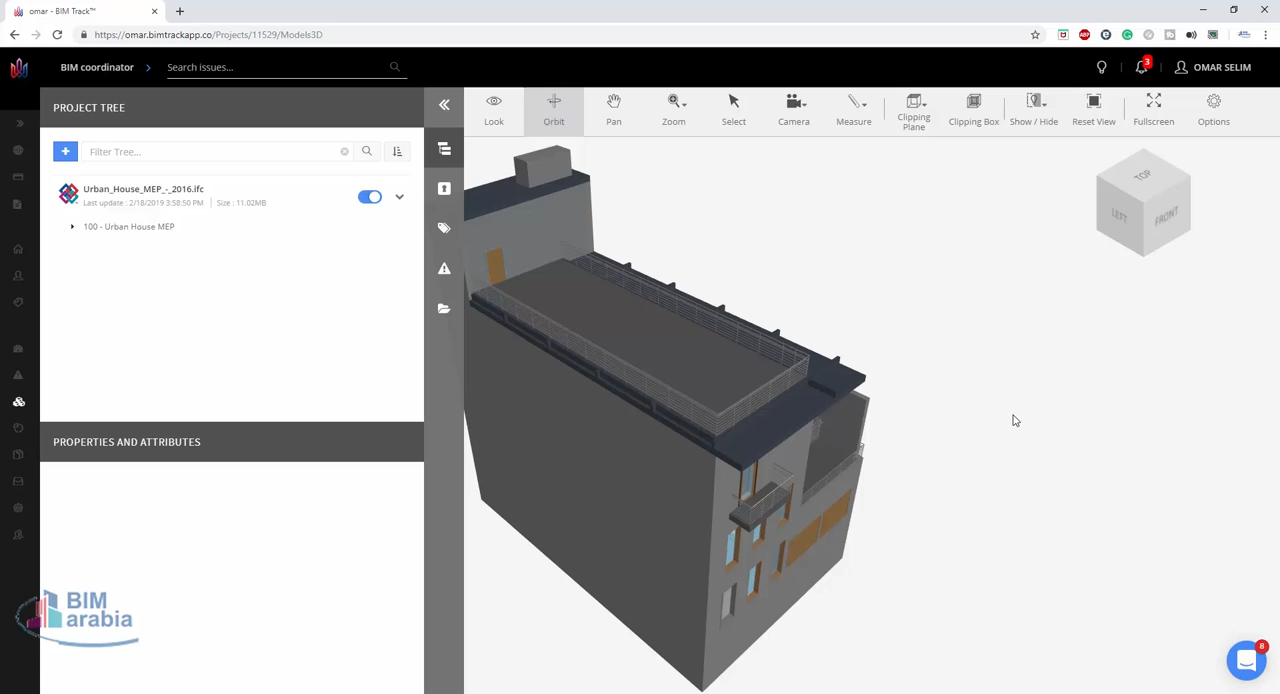 omar - BIM Track™
https://omar.bimtrackapp.co/Projects/11529/Models3D
BIM coordinator
Search issues...
3
OMAR SELIM
PROJECT TREE
Filter Tree...
Urban_House_MEP_-_2016.ifc
Last update : 2/18/2019 3:58:50 PM
Size : 11.02MB
100 - Urban House MEP
PROPERTIES AND ATTRIBUTES
Look
Orbit
Pan
Zoom
Select
Camera
Measure
Clipping
Plane
Clipping Box
Show / Hide
Reset View
Fullscreen
Options
TOP
LEFT
FRONT
BIM
arabia
8